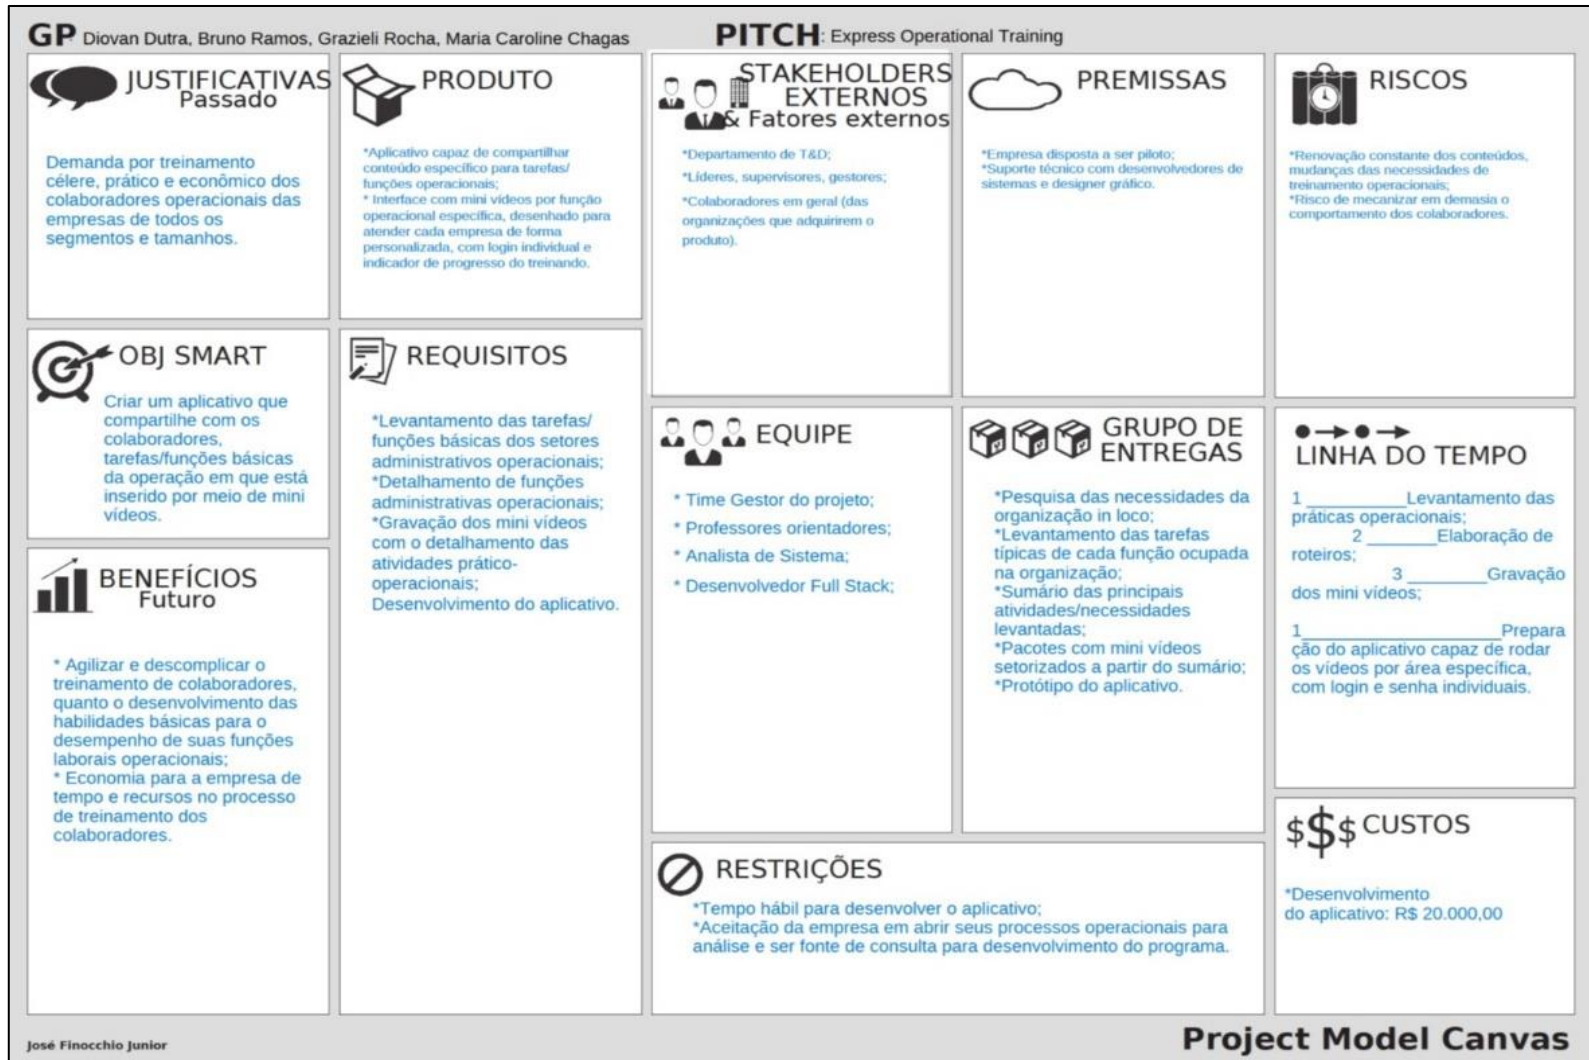 GP Diovan Dutra, Bruno Ramos, Grazieli Rocha, Maria Caroline Chagas
PITCH: Express Operational Training
JUSTIFICATIVAS
Passado
Demanda por treinamento
célere, prático e econômico dos
colaboradores operacionais das
empresas de todos os
segmentos e tamanhos.
OBJ SMART
Criar um aplicativo que
compartilhe com os
colaboradores,
tarefas/funções básicas
da operação em que está
inserido por meio de mini
vídeos.
BENEFÍCIOS
Futuro
* Agilizar e descomplicar o
treinamento de colaboradores,
quanto o desenvolvimento das
habilidades básicas para o
desempenho de suas funções
laborais operacionais;
* Economia para a empresa de
tempo e recursos no processo
de treinamento dos
colaboradores.
PRODUTO
*Aplicativo capaz de compartilhar
conteúdo específico para tarefas/
funções operacionais;
* Interface com mini vídeos por função
operacional específica, desenhado para
atender cada empresa de forma
personalizada, com login individual e
indicador de progresso do treinando.
REQUISITOS
*Levantamento das tarefas/
funções básicas dos setores
administrativos operacionais;
*Detalhamento de funções
administrativas operacionais;
*Gravação dos mini vídeos
com o detalhamento das
atividades prático-
operacionais;
Desenvolvimento do aplicativo.
STAKEHOLDERS
EXTERNOS
& Fatores externos
*Departamento de T&D;
*Líderes, supervisores, gestores;
*Colaboradores em geral (das
organizações que adquirirem o
produto).
EQUIPE
* Time Gestor do projeto;
* Professores orientadores;
* Analista de Sistema;
* Desenvolvedor Full Stack;
PREMISSAS
*Empresa disposta a ser piloto;
*Suporte técnico com desenvolvedores de
sistemas e designer gráfico.
GRUPO DE
ENTREGAS
*Pesquisa das necessidades da
organização in loco;
*Levantamento das tarefas
típicas de cada função ocupada
na organização;
*Sumário das principais
atividades/necessidades
levantadas;
*Pacotes com mini vídeos
setorizados a partir do sumário;
*Protótipo do aplicativo.
RESTRIÇÕES
*Tempo hábil para desenvolver o aplicativo;
*Aceitação da empresa em abrir seus processos operacionais para
análise e ser fonte de consulta para desenvolvimento do programa.
RISCOS
*Renovação constante dos conteúdos,
mudanças das necessidades de
treinamento operacionais;
*Risco de mecanizar em demasia o
comportamento dos colaboradores.
LINHA DO TEMPO
1 __________Levantamento das
práticas operacionais;
2 _______Elaboração de
roteiros;
3 ________Gravação
dos mini vídeos;
1____________________Prepara
ção do aplicativo capaz de rodar
os vídeos por área específica,
com login e senha individuais.
$$$ CUSTOS
*Desenvolvimento
do aplicativo: R$ 20.000,00
José Finocchio Junior
Project Model Canvas